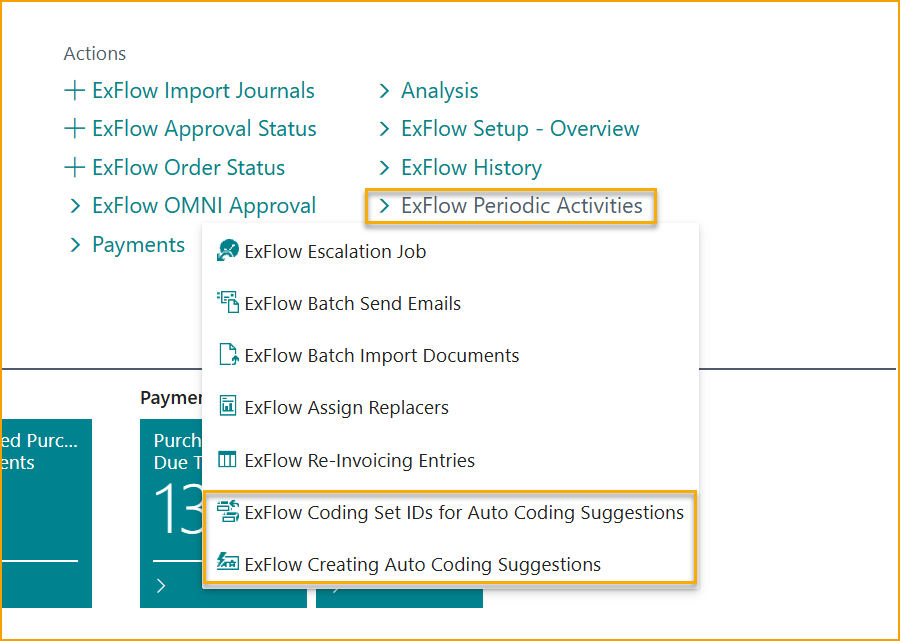 Actions
ExFlow Import Journals
ExFlow Approval Status
ExFlow Order Status
ExFlow OMNI Approval
Payments
Analysis
ExFlow Setup - Overview
ExFlow History
ExFlow Periodic Activities
ExFlow Escalation Job
ExFlow Batch Send Emails
ExFlow Batch Import Documents
ExFlow Assign Replacers
ExFlow Re-Invoicing Entries
ExFlow Coding Set IDs for Auto Coding Suggestions
ExFlow Creating Auto Coding Suggestions
Paymen
ed Purc...
ents
Purch
Due T
13